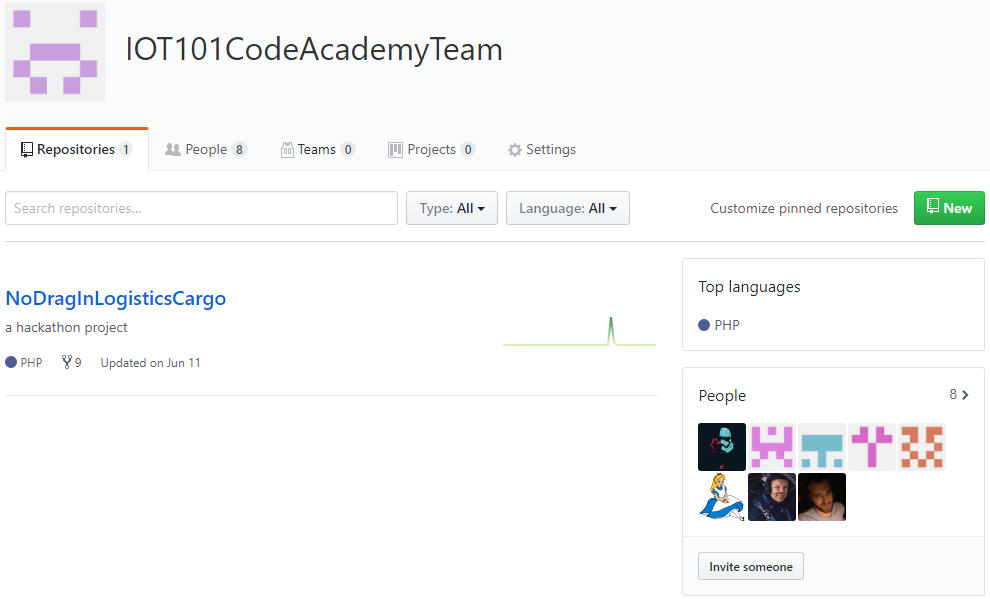 IOT101CodeAcademyTeam
Repositories 1 People 8 Teams 0 Projects 0 Settings
Search repositories... Type: All Language: All Customize pinned repositories New
NoDragInLogisticsCargo
a hackathon project
PHP 9 Updated on Jun 11
Top languages
PHP
People 8
Invite someone